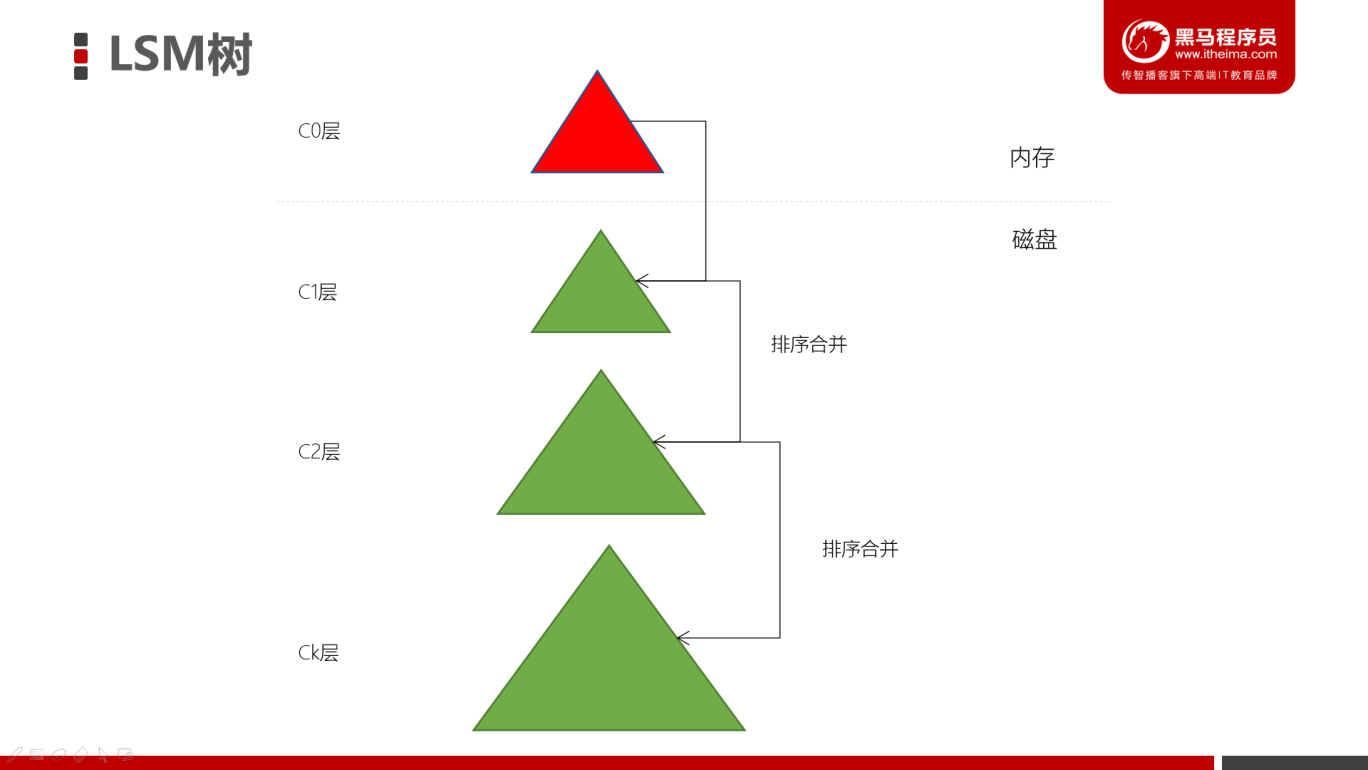 LSM树
黑马程序员
www.itheima.com
传智播客旗下高端IT教育品牌
C0层
内存
磁盘
C1层
排序合并
C2层
排序合并
Ck层